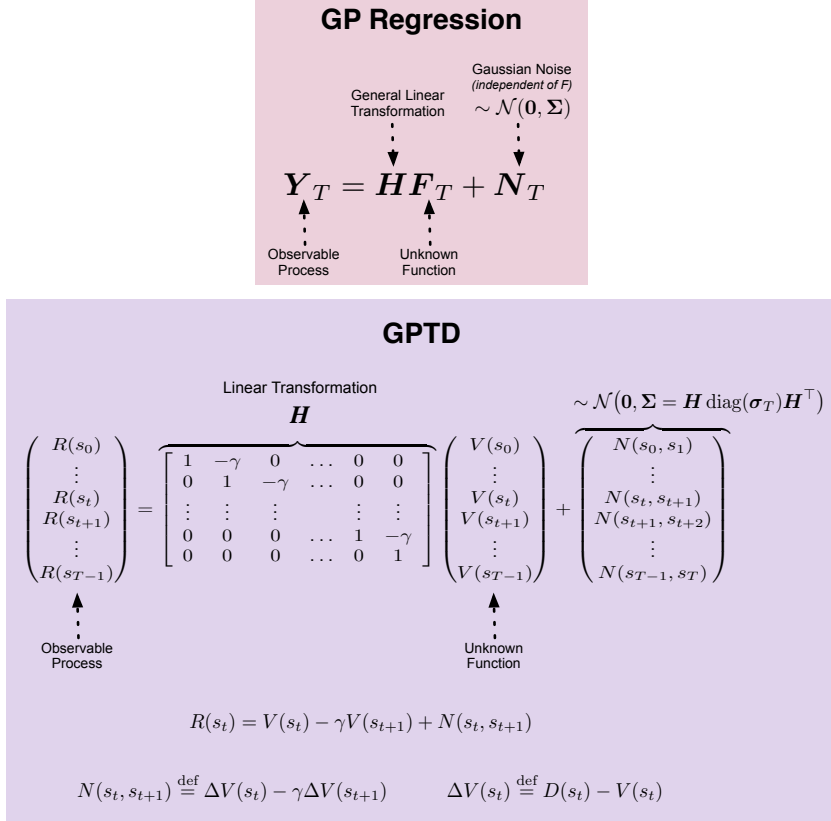 GP Regression
Gaussian Noise
(independent of F)
General Linear
Transformation
∼ 𝒩(0, Σ)
Y_T = HF_T + N_T
Observable
Process
Unknown
Function
GPTD
Linear Transformation
H
∼ 𝒩(0, Σ = H diag(σ_T)H^⊤)
R(s_0) 1 −γ 0 … 0 0 V(s_0) N(s_0, s_1)
⋮ 0 1 −γ … 0 0 ⋮ ⋮
R(s_t) = ⋮ ⋮ ⋮ ⋮ ⋮ V(s_t) + N(s_t, s_{t+1})
R(s_{t+1}) V(s_{t+1}) N(s_{t+1}, s_{t+2})
⋮ 0 0 0 … 1 −γ ⋮ ⋮
R(s_{T−1}) 0 0 0 … 0 1 V(s_{T−1}) N(s_{T−1}, s_T)
Observable
Process
Unknown
Function
R(s_t) = V(s_t) − γV(s_{t+1}) + N(s_t, s_{t+1})
N(s_t, s_{t+1}) def= ΔV(s_t) − γΔV(s_{t+1}) ΔV(s_t) def= D(s_t) − V(s_t)